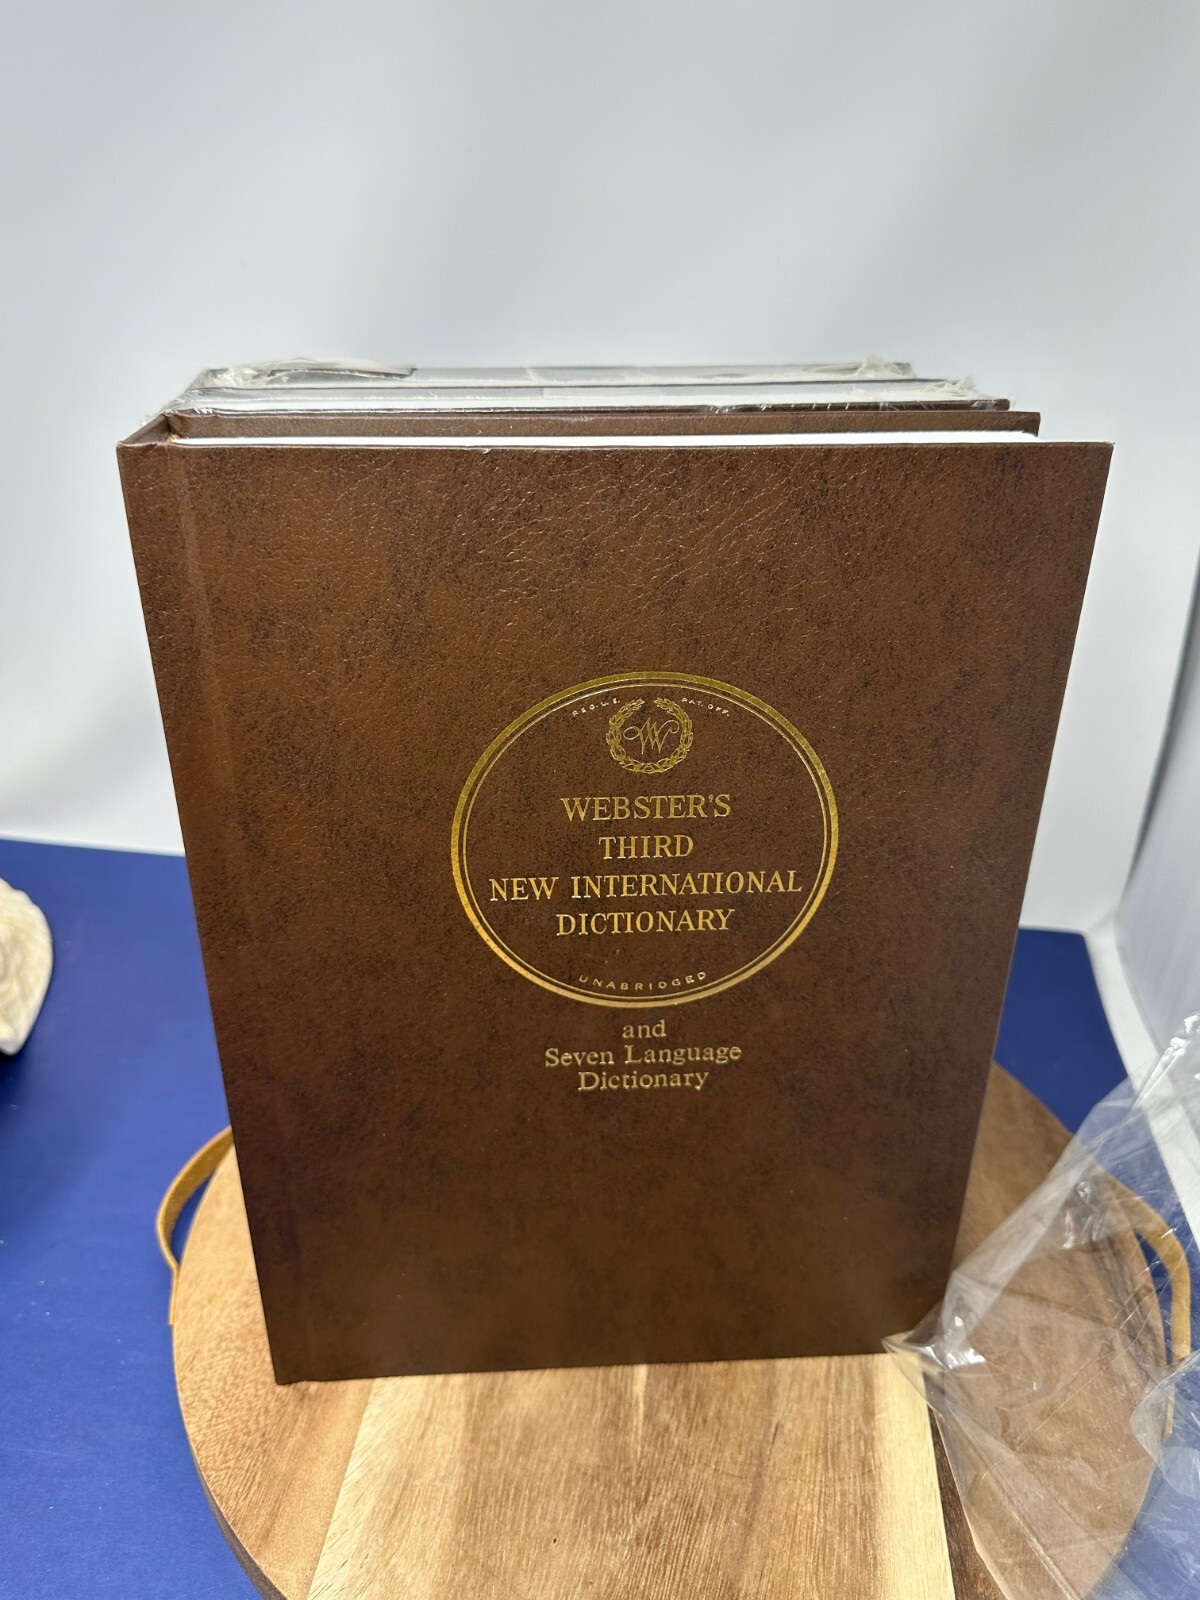 REG. U.S. PAT. OFF.
W
WEBSTER'S
THIRD
NEW INTERNATIONAL
DICTIONARY
UNABRIDGED
and
Seven Language
Dictionary